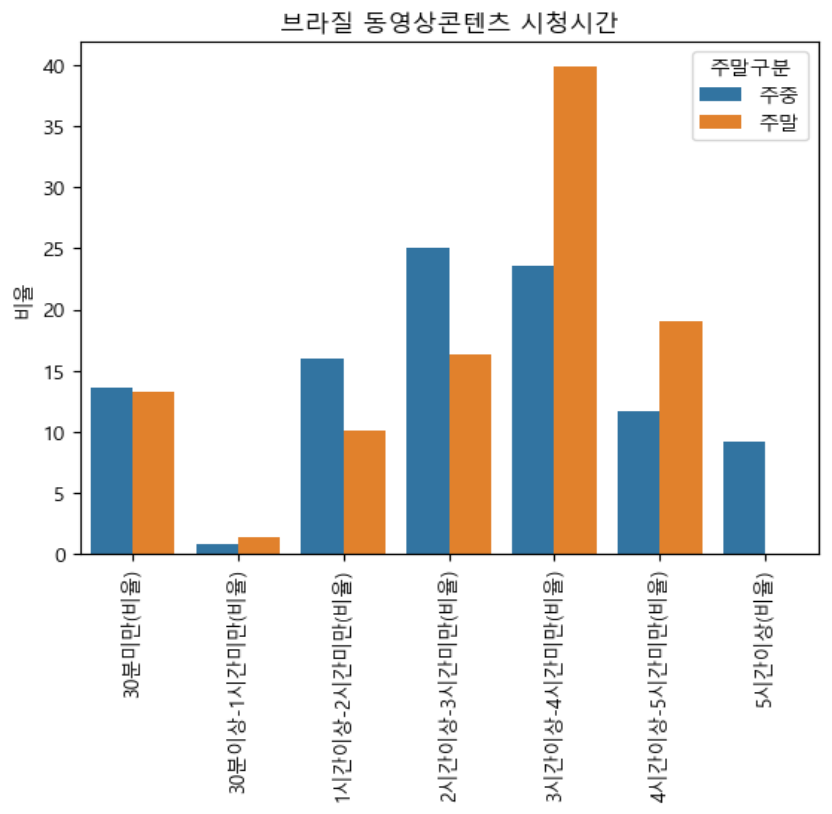 브라질 동영상콘텐츠 시청시간
주말구분
주중
주말
비율
40
35
30
25
20
15
10
5
0
30분미만(비율)
30분이상-1시간미만(비율)
1시간이상-2시간미만(비율)
2시간이상-3시간미만(비율)
3시간이상-4시간미만(비율)
4시간이상-5시간미만(비율)
5시간이상(비율)